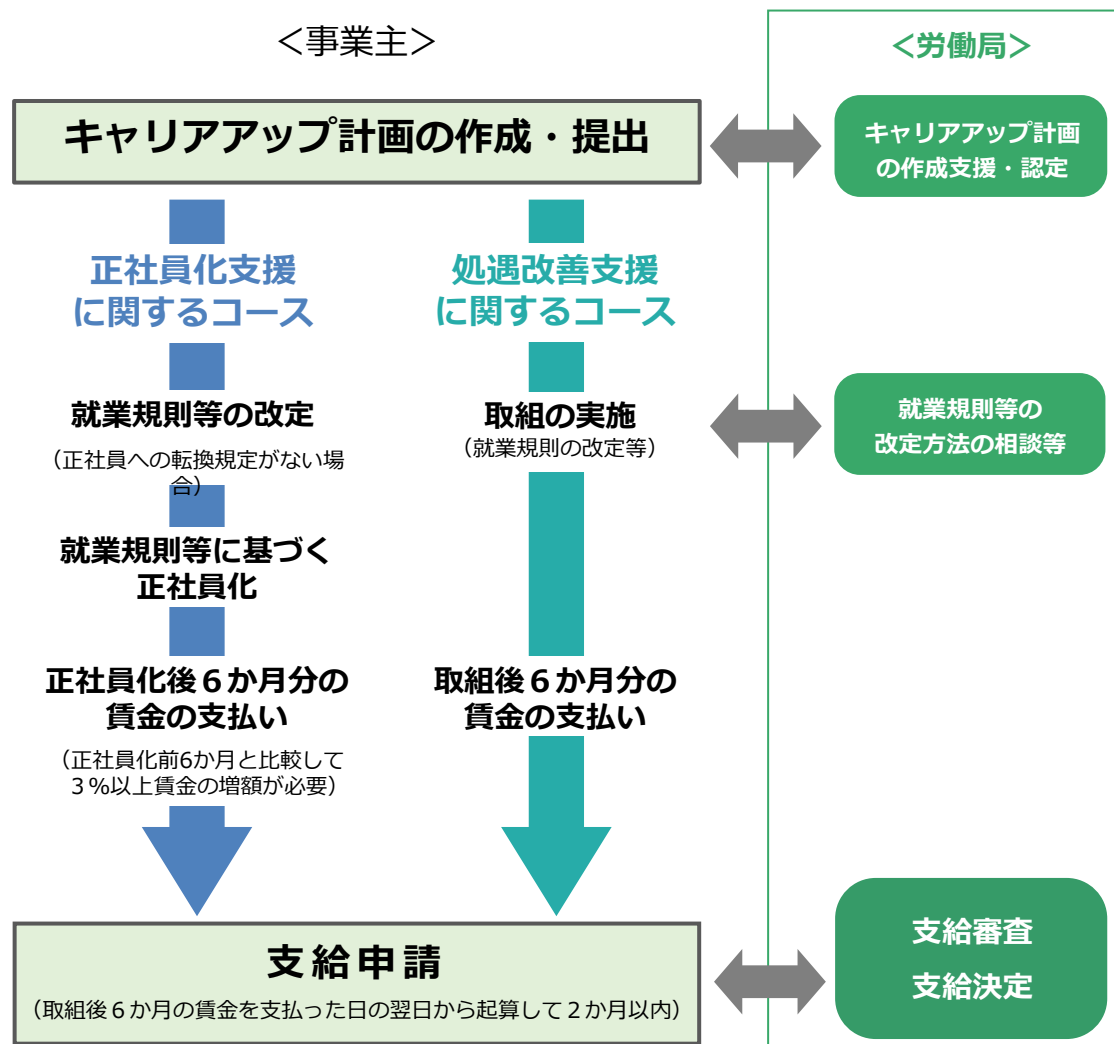 ＜事業主＞
＜労働局＞
キャリアアップ計画の作成・提出
キャリアアップ計画
の作成支援・認定
正社員化支援
に関するコース
処遇改善支援
に関するコース
就業規則等の改定
（正社員への転換規定がない場
合）
取組の実施
（就業規則の改定等）
就業規則等の
改定方法の相談等
就業規則等に基づく
正社員化
正社員化後６か月分の
賃金の支払い
（正社員化前6か月と比較して
３％以上賃金の増額が必要）
取組後６か月分の
賃金の支払い
支給申請
（取組後６か月の賃金を支払った日の翌日から起算して２か月以内）
支給審査
支給決定